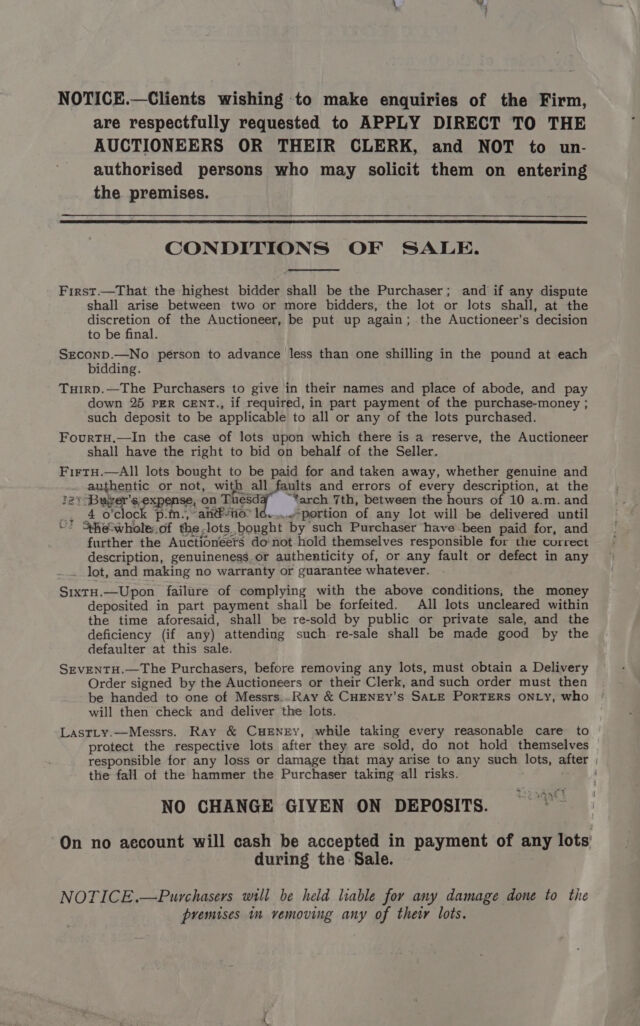 NOTICE.—Clients wishing to make enquiries of the Firm,
are respectfully requested to APPLY DIRECT TO THE
AUCTIONEERS OR THEIR CLERK, and NOT to un-
authorised persons who may solicit them on entering
the premises.
CONDITIONS OF SALE.
FIRST.—That the highest bidder shall be the Purchaser; and if any dispute
shall arise between two or more bidders, the lot or lots shall, at the
discretion of the Auctioneer, be put up again; the Auctioneer's decision
to be final.
SECOND.—No person to advance less than one shilling in the pound at each
bidding.
THIRD.—The Purchasers to give in their names and place of abode, and pay
down 25 PER CENT., if required, in part payment of the purchase-money;
such deposit to be applicable to all or any of the lots purchased.
FOURTH.—In the case of lots upon which there is a reserve, the Auctioneer
shall have the right to bid on behalf of the Seller.
FIFTH.—All lots bought to be paid for and taken away, whether genuine and
authentic or not, with all faults and errors of every description, at the
Buyer's expense, on Tuesday arch 7th, between the hours of 10 a.m. and
4 o'clock p.m., and no portion of any lot will be delivered until
the whole of the lots bought by such Purchaser have been paid for, and
further the Auctioneers do not hold themselves responsible for the correct
description, genuineness or authenticity of, or any fault or defect in any
lot, and making no warranty or guarantee whatever.
SIXTH.—Upon failure of complying with the above conditions, the money
deposited in part payment shall be forfeited. All lots uncleared within
the time aforesaid, shall be re-sold by public or private sale, and the
deficiency (if any) attending such re-sale shall be made good by the
defaulter at this sale.
SEVENTH.—The Purchasers, before removing any lots, must obtain a Delivery
Order signed by the Auctioneers or their Clerk, and such order must then
be handed to one of Messrs. RAY & CHENEY'S SALE PORTERS ONLY, who
will then check and deliver the lots.
LASTLY.—Messrs. RAY & CHENEY, while taking every reasonable care to
protect the respective lots after they are sold, do not hold themselves
responsible for any loss or damage that may arise to any such lots, after
the fall of the hammer the Purchaser taking all risks.
NO CHANGE GIVEN ON DEPOSITS.
On no account will cash be accepted in payment of any lots
during the Sale.
NOTICE.—Purchasers will be held liable for any damage done to the
premises in removing any of their lots.